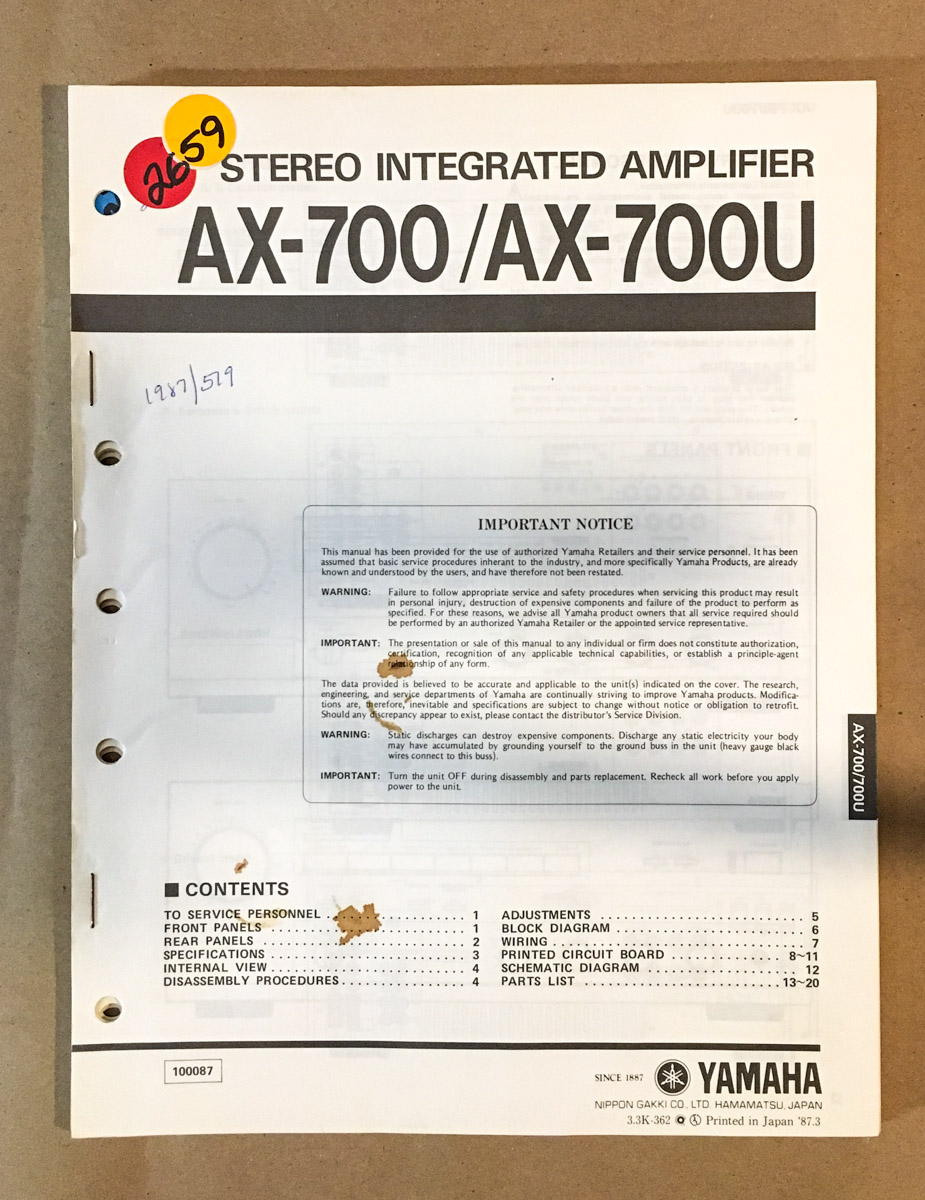 2659
STEREO INTEGRATED AMPLIFIER
AX-700/AX-700U
1987/579
IMPORTANT NOTICE
This manual has been provided for the use of authorized Yamaha Retailers and their service personnel. It has been
assumed that basic service procedures inherant to the industry, and more specifically Yamaha Products, are already
known and understood by the users, and have therefore not been restated.
WARNING: Failure to follow appropriate service and safety procedures when servicing this product may result
in personal injury, destruction of expensive components and failure of the product to perform as
specified. For these reasons, we advise all Yamaha product owners that all service required should
be performed by an authorized Yamaha Retailer or the appointed service representative.
IMPORTANT: The presentation or sale of this manual to any individual or firm does not constitute authorization,
certification, recognition of any applicable technical capabilities, or establish a principle-agent
relationship of any form.
The data provided is believed to be accurate and applicable to the unit(s) indicated on the cover. The research,
engineering, and service departments of Yamaha are continually striving to improve Yamaha products. Modifica-
tions are, therefore, inevitable and specifications are subject to change without notice or obligation to retrofit.
Should any discrepancy appear to exist, please contact the distributor's Service Division.
WARNING: Static discharges can destroy expensive components. Discharge any static electricity your body
may have accumulated by grounding yourself to the ground buss in the unit (heavy gauge black
wires connect to this buss).
IMPORTANT: Turn the unit OFF during disassembly and parts replacement. Recheck all work before you apply
power to the unit.
AX-700/700U
■ CONTENTS
TO SERVICE PERSONNEL . . . . . . . . . . . . . . . . . . 1
FRONT PANELS . . . . . . . . . . . . . . . . . . . . . . . . . 1
REAR PANELS . . . . . . . . . . . . . . . . . . . . . . . . . . 2
SPECIFICATIONS . . . . . . . . . . . . . . . . . . . . . . . . 3
INTERNAL VIEW . . . . . . . . . . . . . . . . . . . . . . . . 4
DISASSEMBLY PROCEDURES . . . . . . . . . . . . . . . 4
ADJUSTMENTS . . . . . . . . . . . . . . . . . . . . . . . . . 5
BLOCK DIAGRAM . . . . . . . . . . . . . . . . . . . . . . . 6
WIRING . . . . . . . . . . . . . . . . . . . . . . . . . . . . . . 7
PRINTED CIRCUIT BOARD . . . . . . . . . . . . . 8~11
SCHEMATIC DIAGRAM . . . . . . . . . . . . . . . . . . 12
PARTS LIST . . . . . . . . . . . . . . . . . . . . . . . . 13~20
100087
SINCE 1887 YAMAHA
NIPPON GAKKI CO., LTD. HAMAMATSU, JAPAN
3.3K-362 Printed in Japan '87.3